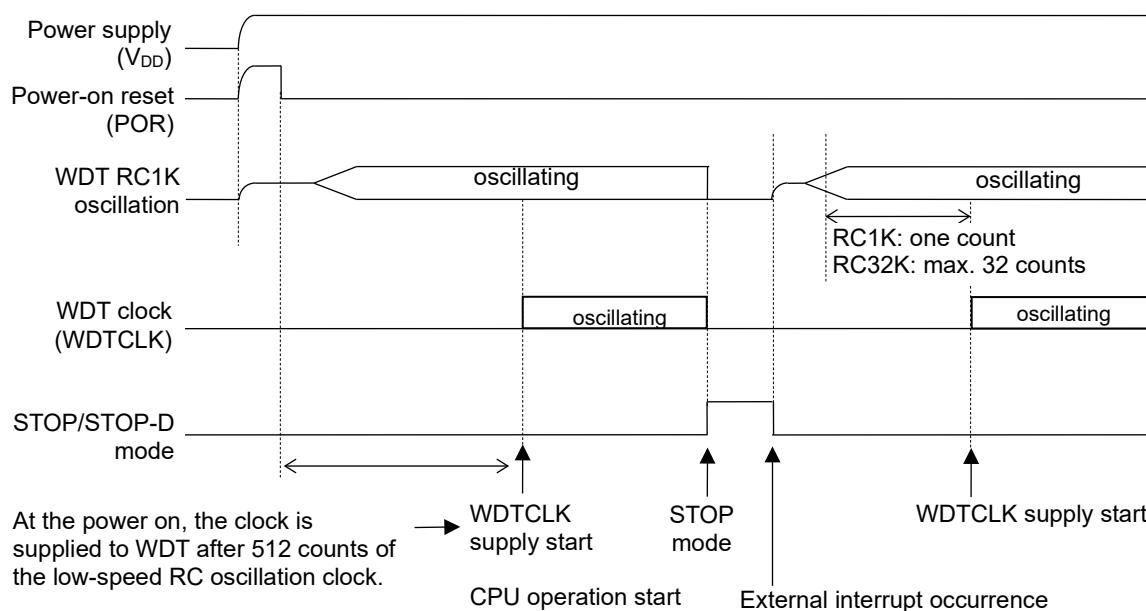 Power supply
(VDD)
Power-on reset
(POR)
WDT RC1K
oscillation
oscillating
oscillating
RC1K: one count
RC32K: max. 32 counts
WDT clock
(WDTCLK)
oscillating
oscillating
STOP/STOP-D
mode
At the power on, the clock is
supplied to WDT after 512 counts of
the low-speed RC oscillation clock.
WDTCLK
supply start
STOP
mode
WDTCLK supply start
CPU operation start
External interrupt occurrence